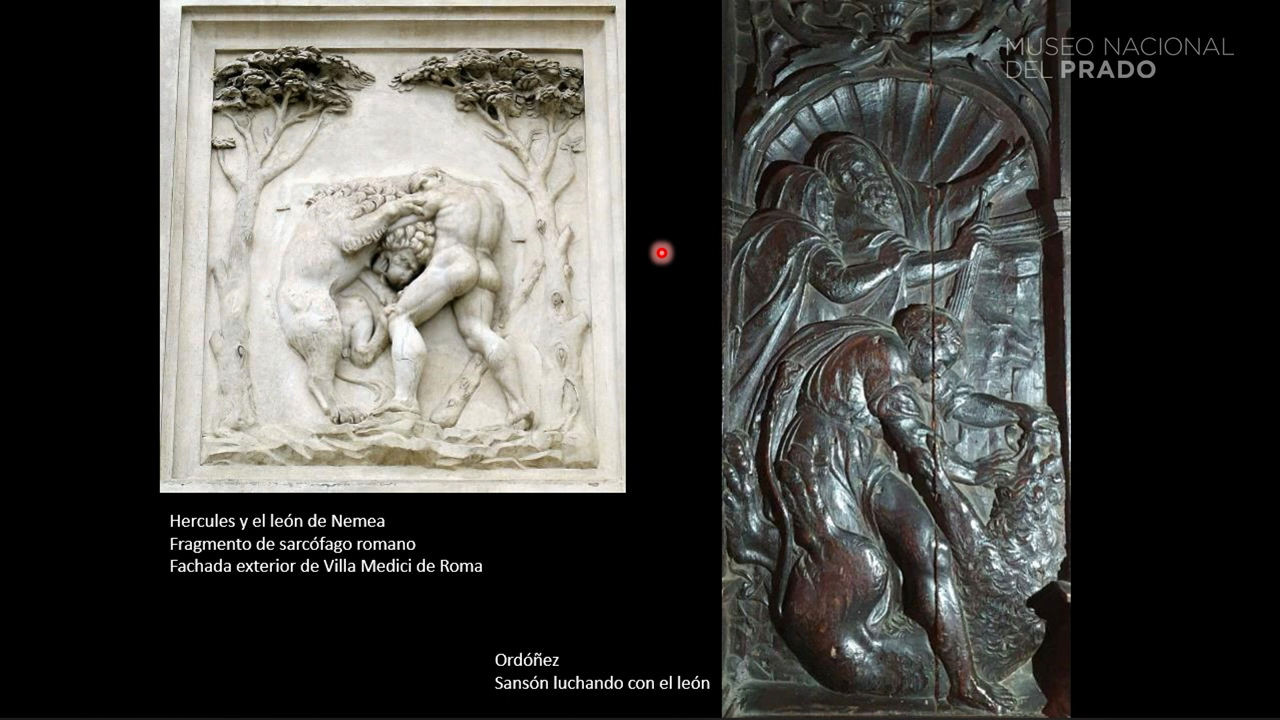 MUSEO NACIONAL
DEL PRADO
Hercules y el león de Nemea
Fragmento de sarcófago romano
Fachada exterior de Villa Medici de Roma
Ordóñez
Sansón luchando con el león